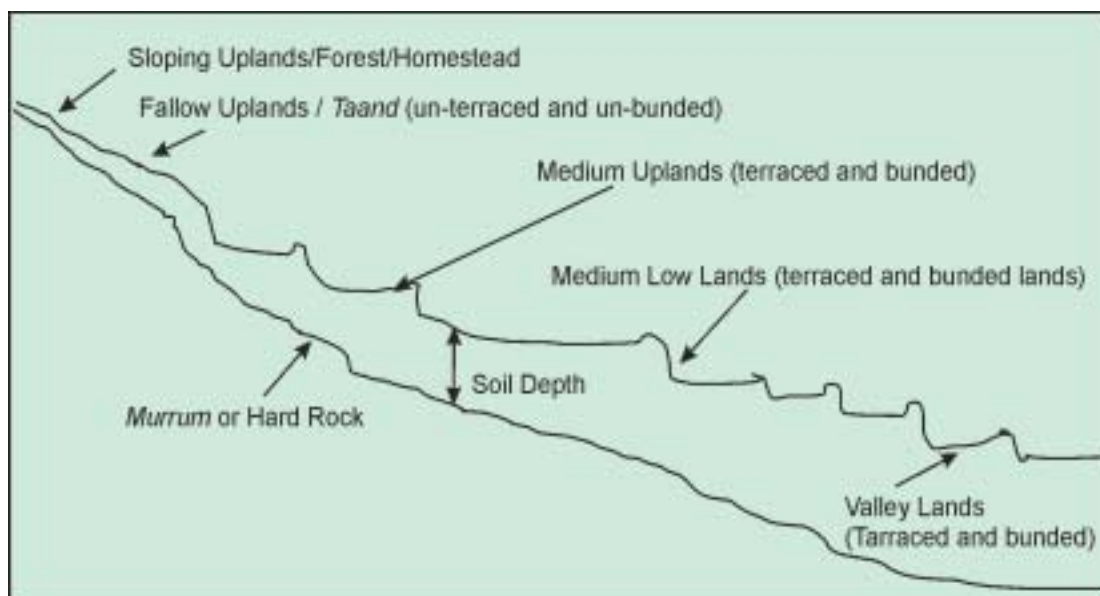 Sloping Uplands/Forest/Homestead
Fallow Uplands / Taand (un-terraced and un-bunded)
Medium Uplands (terraced and bunded)
Medium Low Lands (terraced and bunded lands)
Soil Depth
Murrum or Hard Rock
Valley Lands
(Tarraced and bunded)